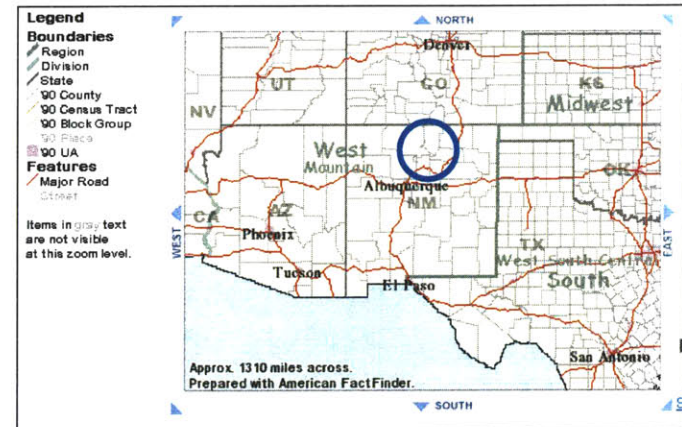 Legend
Boundaries
Region
Division
State
'90 County
'90 Census Tract
'90 Block Group
'90 Place
'90 UA
Features
Major Road
Street
Items in gray text
are not visible
at this zoom level.
NORTH
WEST
EAST
SOUTH
Denver
UT
CO
KS
Midwest
NV
West
Mountain
OK
Albuquerque
NM
CA
AZ
Phoenix
TX
West South Central
South
Tucson
El Paso
San Antonio
Approx. 1310 miles across.
Prepared with American FactFinder.